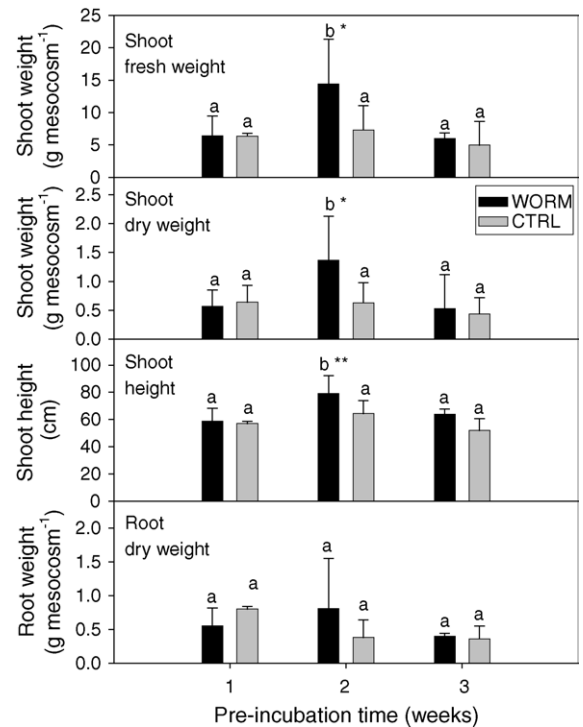 Shoot weight
(g mesocosm-1)
25
20
15
10
5
0
Shoot
fresh weight
a
a
b *
a
a
a
Shoot weight
(g mesocosm-1)
2.5
2.0
1.5
1.0
0.5
0.0
Shoot
dry weight
a
a
b *
a
a
a
WORM
CTRL
Shoot height
(cm)
100
80
60
40
20
0
Shoot
height
a
a
b **
a
a
a
Root weight
(g mesocosm-1)
2.0
1.5
1.0
0.5
0.0
Root
dry weight
a
a
a
a
a
a
1
2
3
Pre-incubation time (weeks)